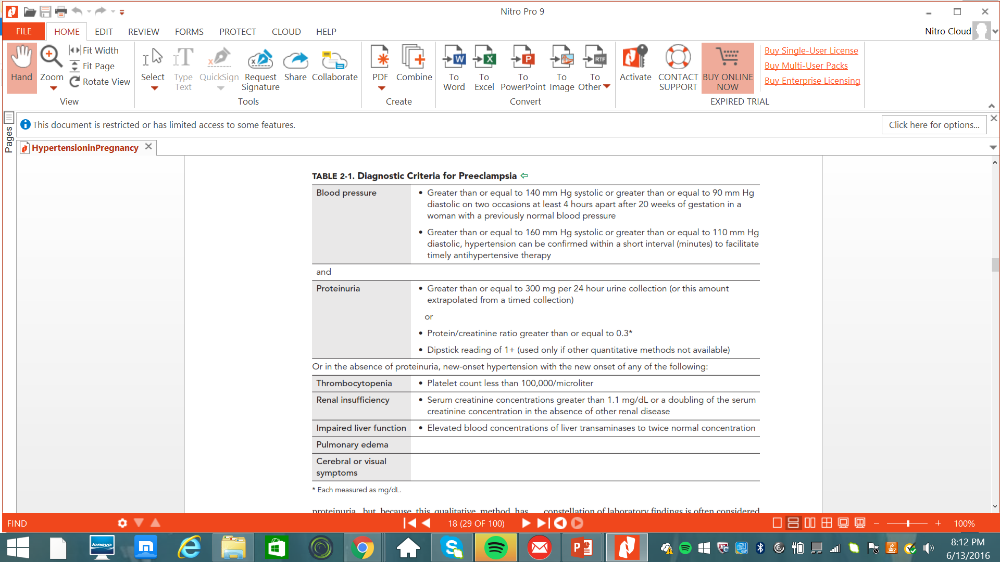 Nitro Pro 9
FILE HOME EDIT REVIEW FORMS PROTECT CLOUD HELP
Nitro Cloud
Hand
Zoom
Fit Width
Fit Page
Rotate View
View
Select
Type Text
QuickSign
Request Signature
Share
Collaborate
Tools
PDF
Combine
Create
To Word
To Excel
To PowerPoint
To Image
To Other
Convert
Activate
CONTACT SUPPORT
BUY ONLINE NOW
Buy Single-User License
Buy Multi-User Packs
Buy Enterprise Licensing
EXPIRED TRIAL
Pages
This document is restricted or has limited access to some features.
Click here for options...
HypertensioninPregnancy
TABLE 2-1. Diagnostic Criteria for Preeclampsia ⇦
Blood pressure
• Greater than or equal to 140 mm Hg systolic or greater than or equal to 90 mm Hg
diastolic on two occasions at least 4 hours apart after 20 weeks of gestation in a
woman with a previously normal blood pressure
• Greater than or equal to 160 mm Hg systolic or greater than or equal to 110 mm Hg
diastolic, hypertension can be confirmed within a short interval (minutes) to facilitate
timely antihypertensive therapy
and
Proteinuria
• Greater than or equal to 300 mg per 24 hour urine collection (or this amount
extrapolated from a timed collection)
or
• Protein/creatinine ratio greater than or equal to 0.3*
• Dipstick reading of 1+ (used only if other quantitative methods not available)
Or in the absence of proteinuria, new-onset hypertension with the new onset of any of the following:
Thrombocytopenia
• Platelet count less than 100,000/microliter
Renal insufficiency
• Serum creatinine concentrations greater than 1.1 mg/dL or a doubling of the serum
creatinine concentration in the absence of other renal disease
Impaired liver function
• Elevated blood concentrations of liver transaminases to twice normal concentration
Pulmonary edema
Cerebral or visual
symptoms
* Each measured as mg/dL.
proteinuria, but because this qualitative method has
constellation of laboratory findings is often considered
FIND
18 (29 OF 100)
100%
lenovo
8:12 PM
6/13/2016